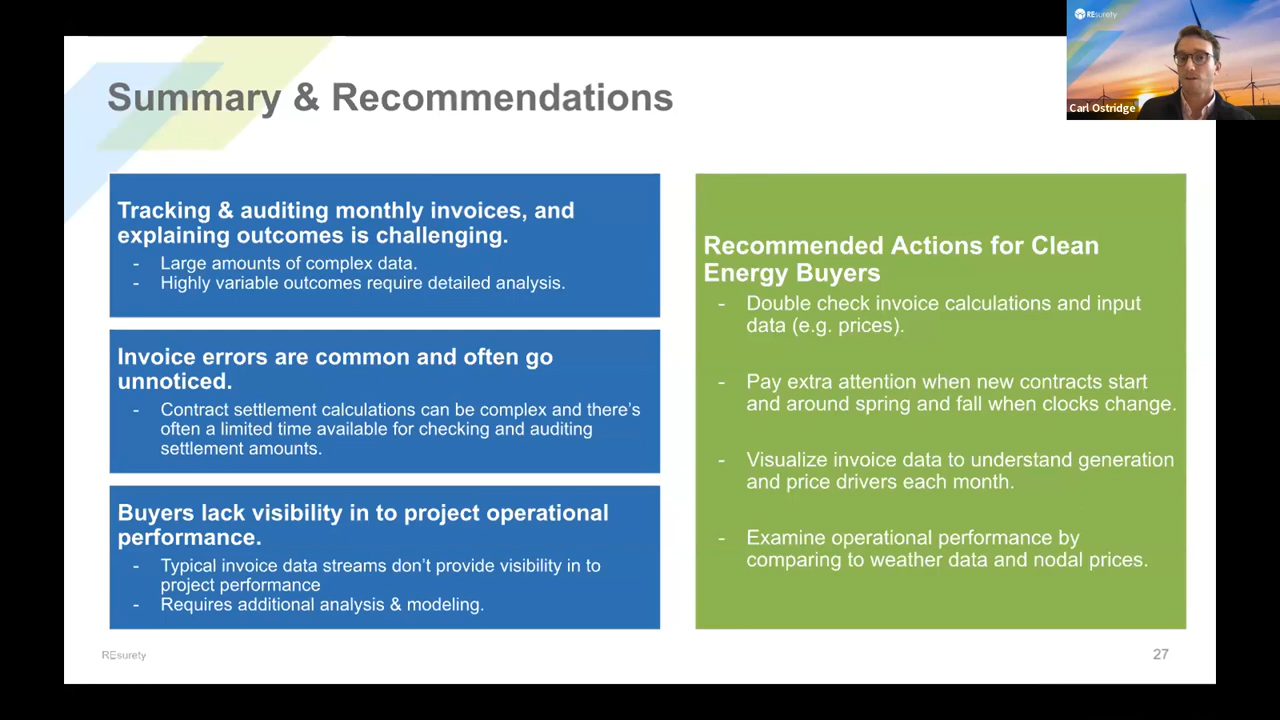 Summary & Recommendations
REsurety
Carl Ostridge
Tracking & auditing monthly invoices, and
explaining outcomes is challenging.
- Large amounts of complex data.
- Highly variable outcomes require detailed analysis.
Invoice errors are common and often go
unnoticed.
- Contract settlement calculations can be complex and there’s
often a limited time available for checking and auditing
settlement amounts.
Buyers lack visibility in to project operational
performance.
- Typical invoice data streams don’t provide visibility in to
project performance
- Requires additional analysis & modeling.
Recommended Actions for Clean
Energy Buyers
- Double check invoice calculations and input
data (e.g. prices).
- Pay extra attention when new contracts start
and around spring and fall when clocks change.
- Visualize invoice data to understand generation
and price drivers each month.
- Examine operational performance by
comparing to weather data and nodal prices.
REsurety
27